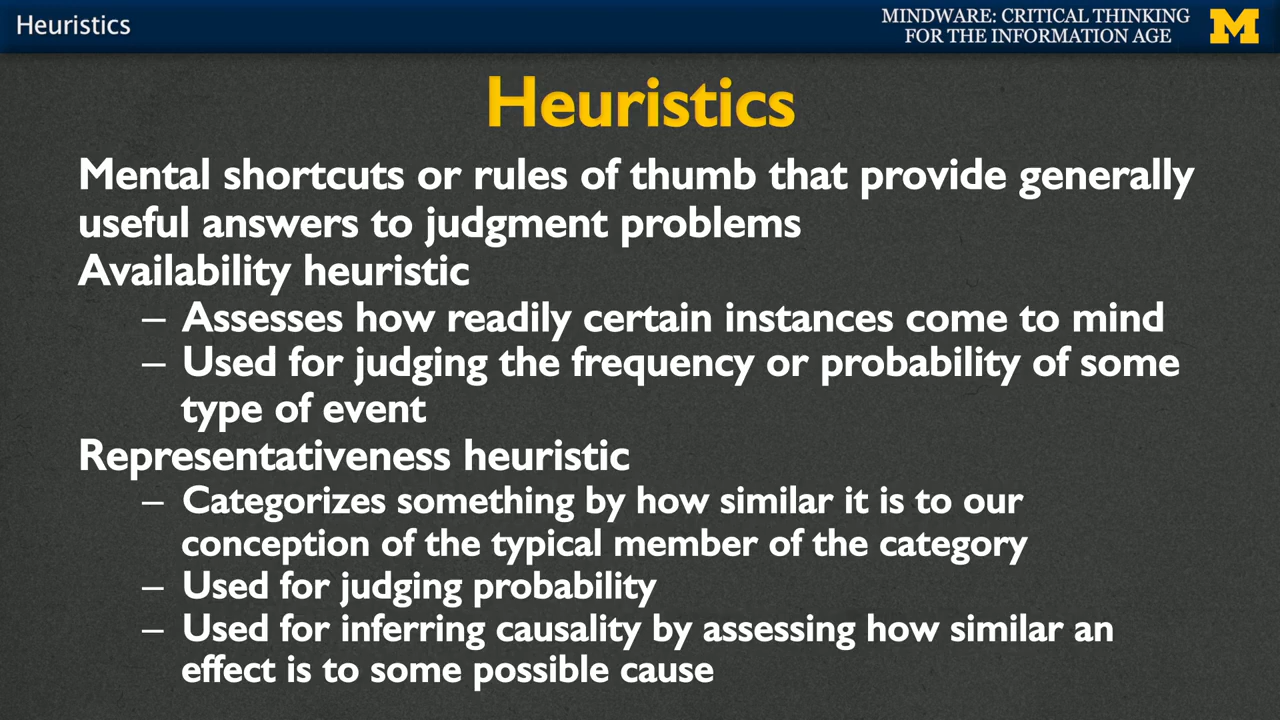 Heuristics
MINDWARE: CRITICAL THINKING
FOR THE INFORMATION AGE
M
Heuristics
Mental shortcuts or rules of thumb that provide generally
useful answers to judgment problems
Availability heuristic
– Assesses how readily certain instances come to mind
– Used for judging the frequency or probability of some
type of event
Representativeness heuristic
– Categorizes something by how similar it is to our
conception of the typical member of the category
– Used for judging probability
– Used for inferring causality by assessing how similar an
effect is to some possible cause